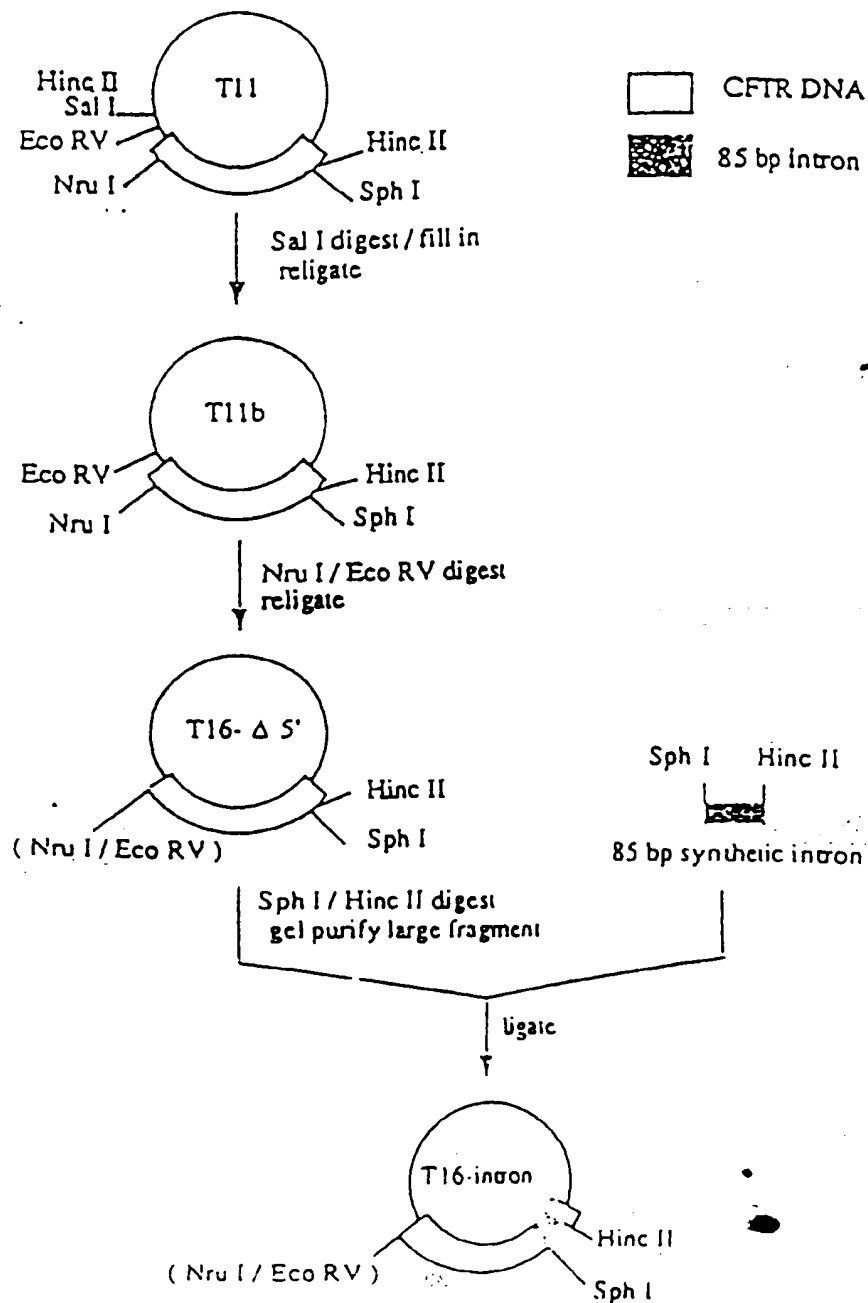 T11
Hinc II
Sal I
Eco RV
Nru I
Hinc II
Sph I
CFTR DNA
85 bp intron
Sal I digest / fill in
religate
T11b
Eco RV
Nru I
Hinc II
Sph I
Nru I / Eco RV digest
religate
T16- Δ 5'
Hinc II
Sph I
( Nru I / Eco RV )
Sph I Hinc II
85 bp synthetic intron
Sph I / Hinc II digest
gel purify large fragment
ligate
T16-intron
Hinc II
( Nru I / Eco RV )
Sph I